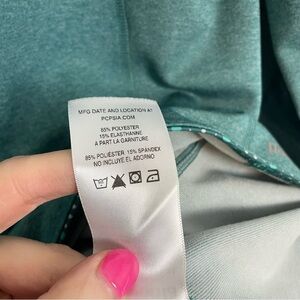 MFG DATE AND LOCATION AT
PCPSIA.COM
85% POLYESTER
15% ELASTHANNE
A PART LA GARNITURE
85% POLIÉSTER 15% SPANDEX
NO INCLUYE EL ADORNO